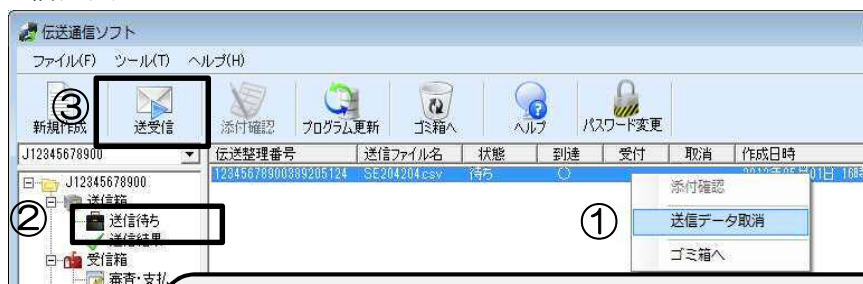 伝送通信ソフト
ファイル(F) ツール(T) ヘルプ(H)
③
新規作成 送受信 添付確認 プログラム更新 ゴミ箱へ ヘルプ パスワード変更
J12345678900 伝送整理番号 送信ファイル名 状態 到達 受付 取消 作成日時
12345678900389205124 SE204204.csv 待ち ○
J12345678900
送信箱
② 送信待ち
送信結果
受信箱
審査・支払
添付確認
① 送信データ取消
ゴミ箱へ